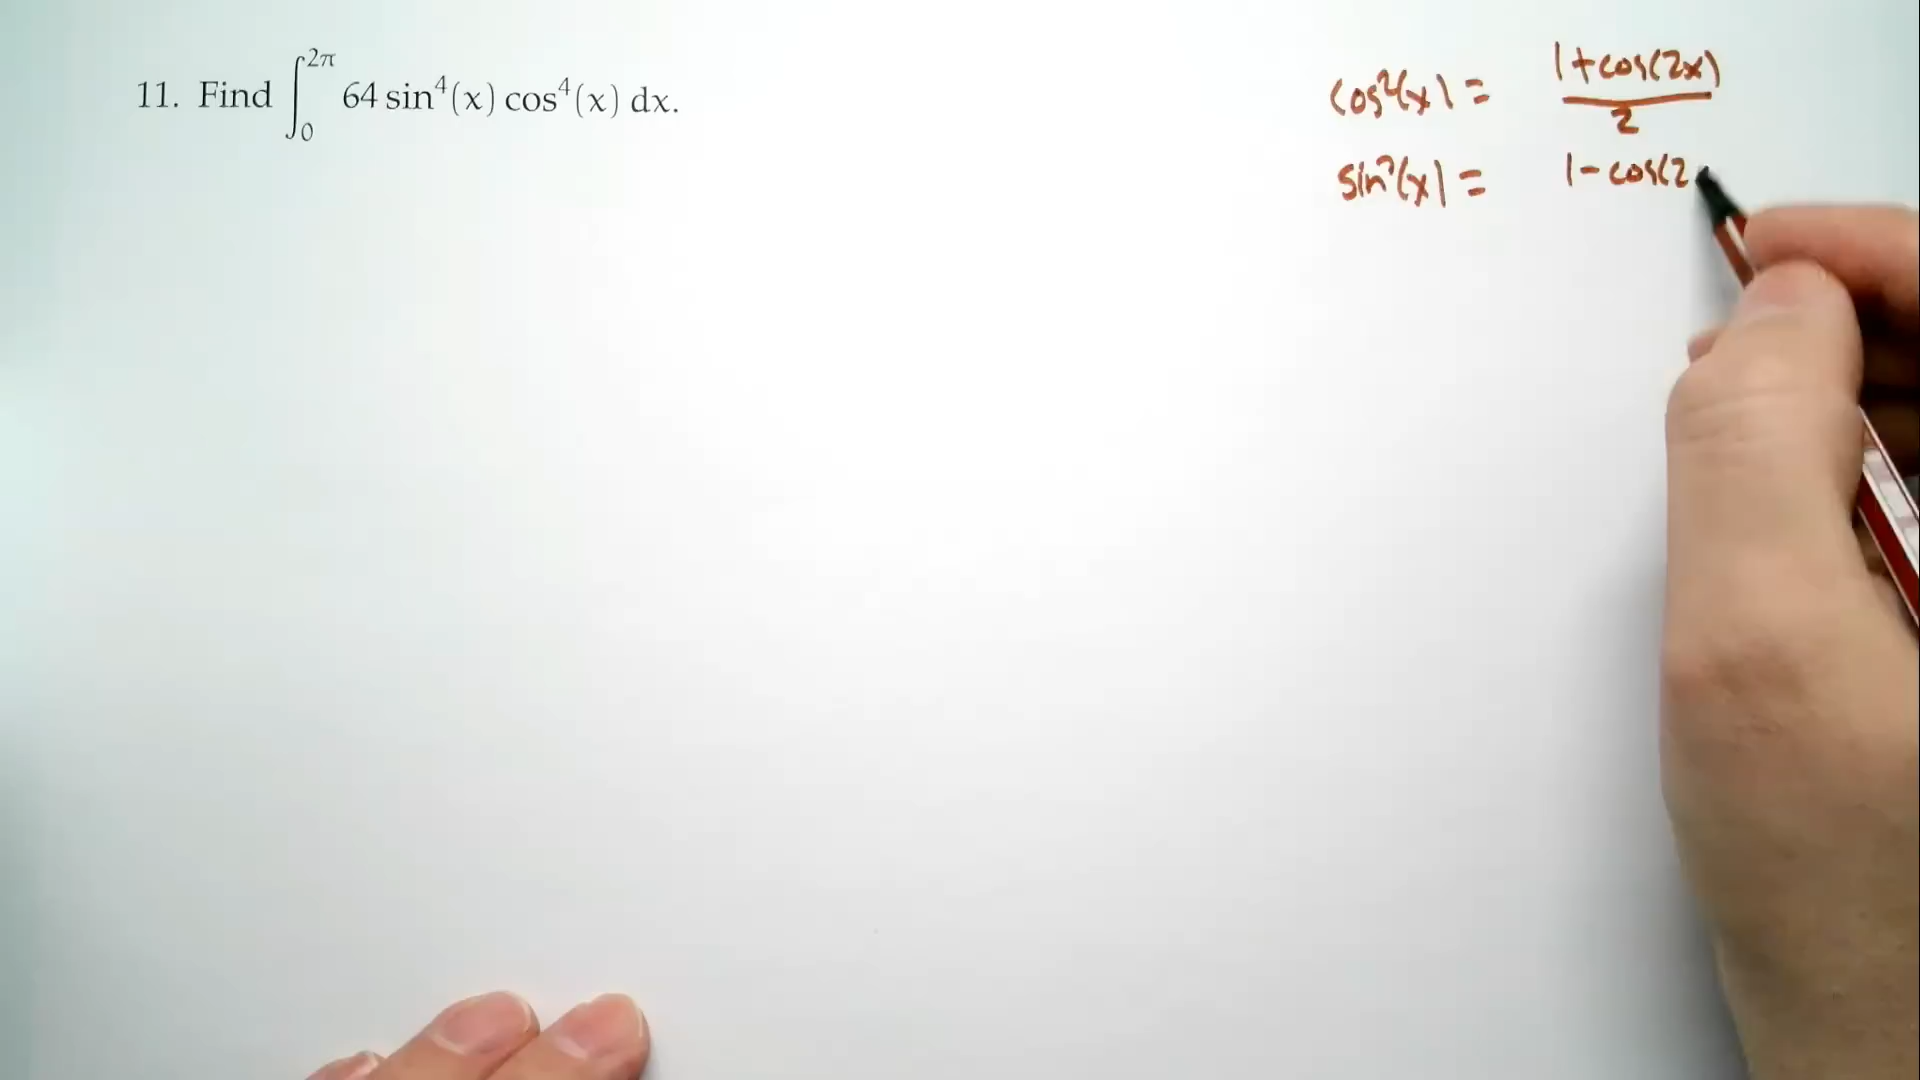 11. Find ∫₀^{2π} 64 sin⁴(x) cos⁴(x) dx.
cos²(x) = (1+cos(2x))/2
sin²(x) = 1-cos(2